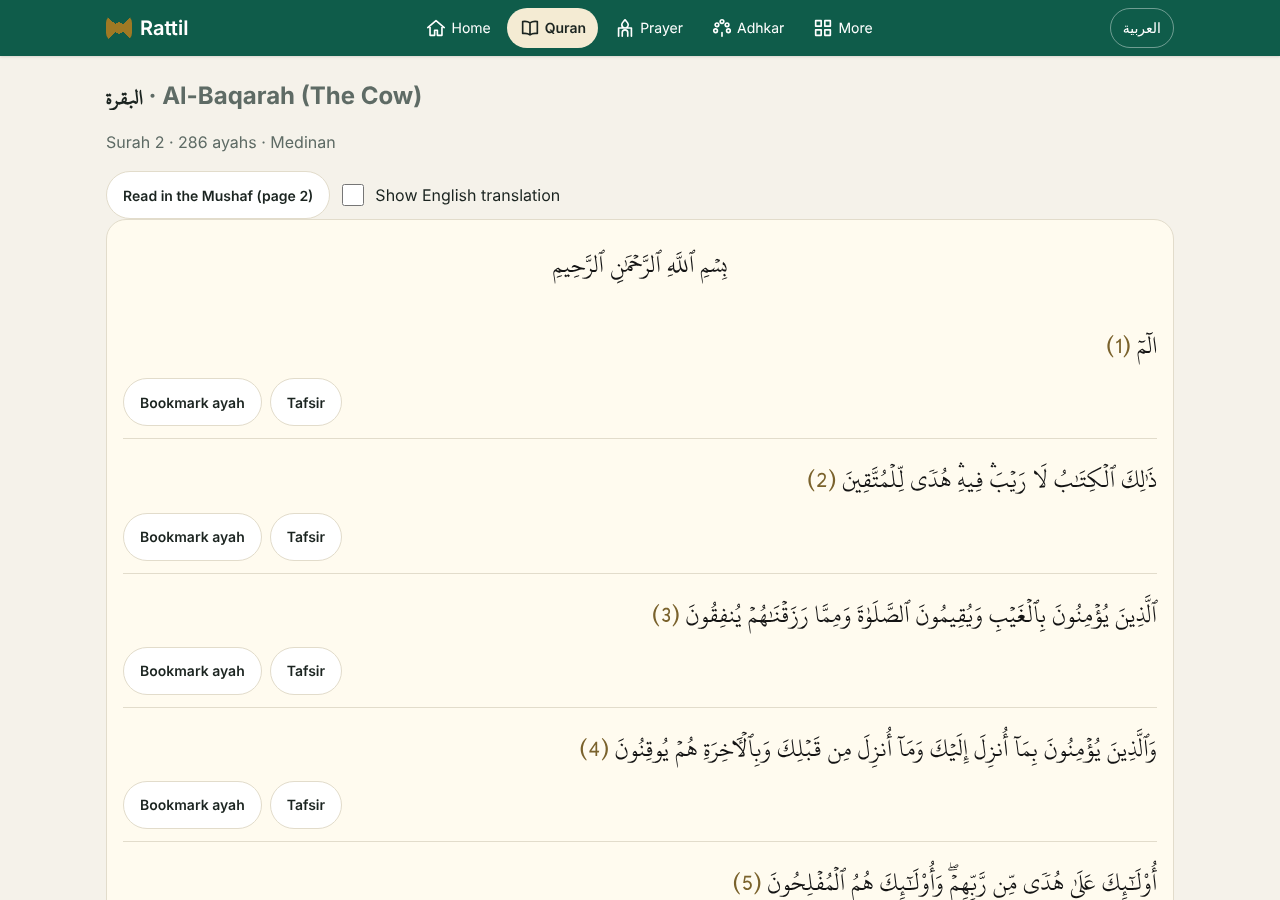 Rattil
Home
Quran
Prayer
Adhkar
More
العربية
البقرة · Al-Baqarah (The Cow)
Surah 2 · 286 ayahs · Medinan
Read in the Mushaf (page 2)
Show English translation
بِسْمِ ٱللَّهِ ٱلرَّحْمَٰنِ ٱلرَّحِيمِ
الٓمٓ (1)
Bookmark ayah
Tafsir
ذَٰلِكَ ٱلْكِتَٰبُ لَا رَيْبَ ۛ فِيهِ ۛ هُدًى لِّلْمُتَّقِينَ (2)
Bookmark ayah
Tafsir
ٱلَّذِينَ يُؤْمِنُونَ بِٱلْغَيْبِ وَيُقِيمُونَ ٱلصَّلَوٰةَ وَمِمَّا رَزَقْنَٰهُمْ يُنفِقُونَ (3)
Bookmark ayah
Tafsir
وَٱلَّذِينَ يُؤْمِنُونَ بِمَآ أُنزِلَ إِلَيْكَ وَمَآ أُنزِلَ مِن قَبْلِكَ وَبِٱلْءَاخِرَةِ هُمْ يُوقِنُونَ (4)
Bookmark ayah
Tafsir
أُو۟لَٰٓئِكَ عَلَىٰ هُدًى مِّن رَّبِّهِمْ ۖ وَأُو۟لَٰٓئِكَ هُمُ ٱلْمُفْلِحُونَ (5)